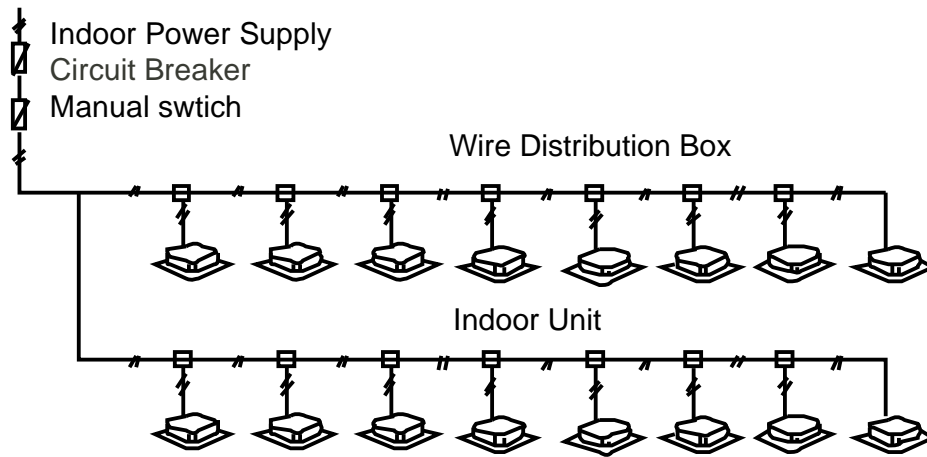 Indoor Power Supply
Circuit Breaker
Manual swtich
Wire Distribution Box
Indoor Unit